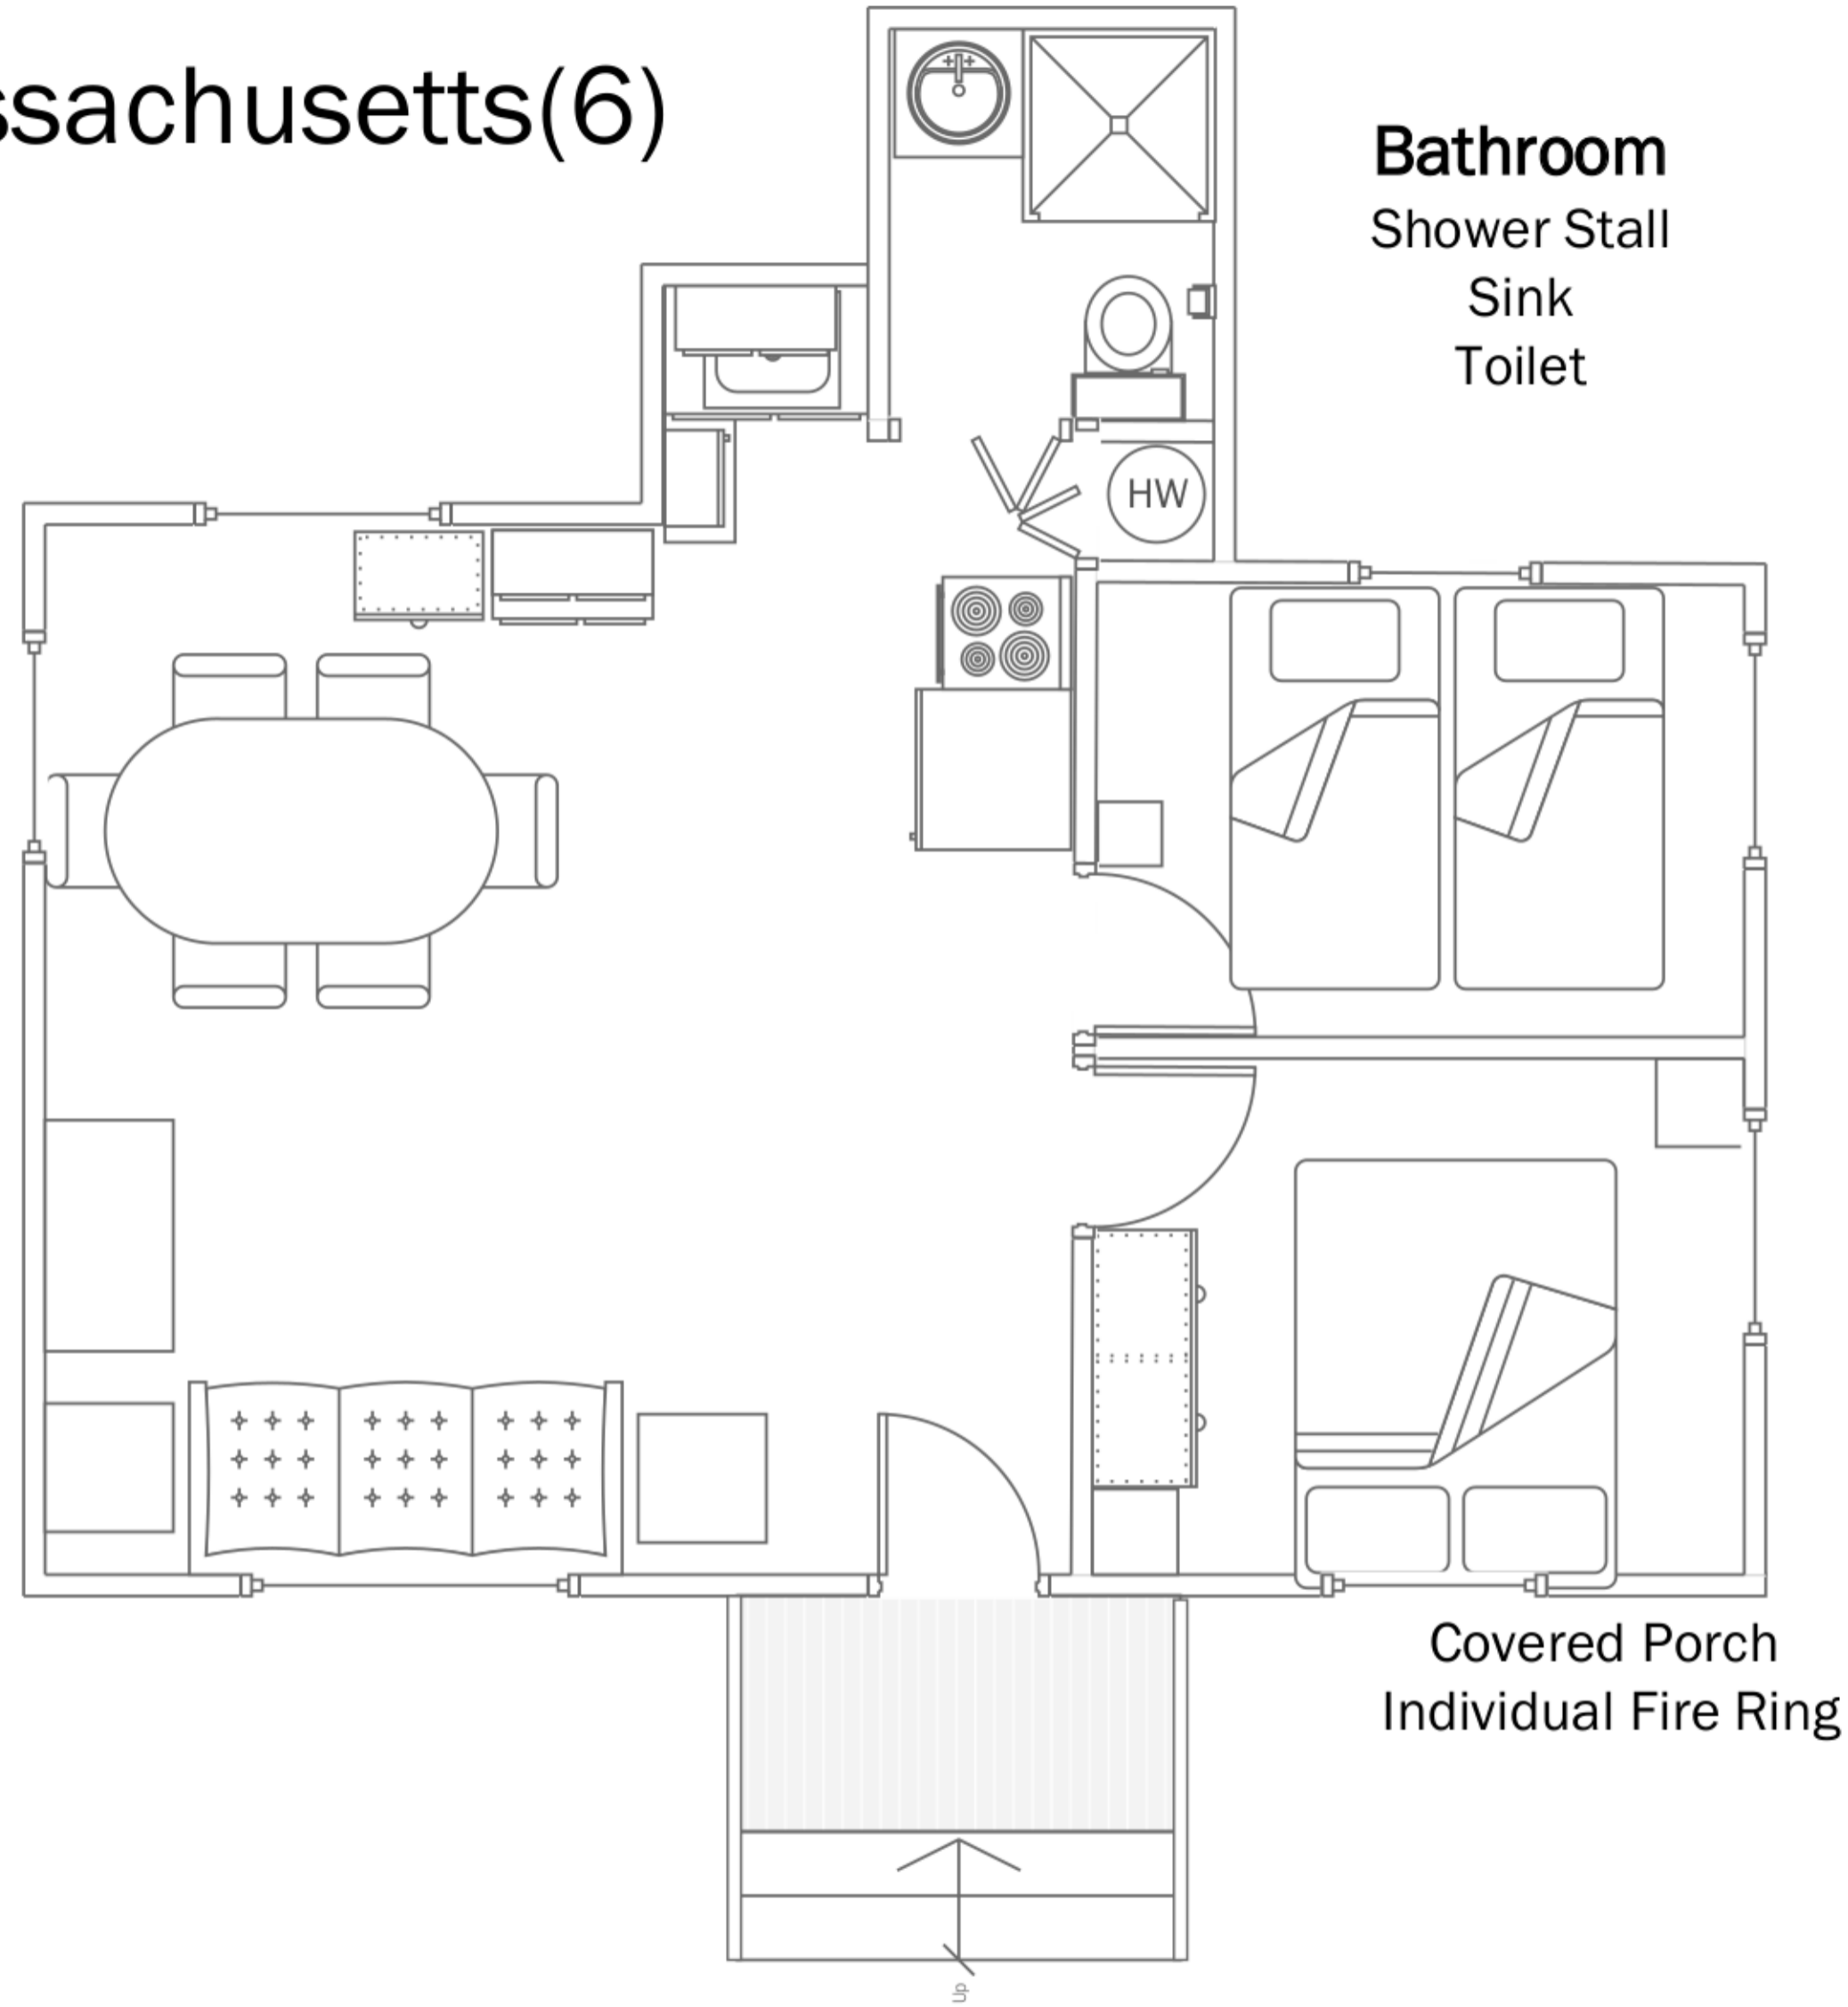 ssachusetts(6)
Bathroom
Shower Stall
Sink
Toilet
HW
Covered Porch
Individual Fire Ring
Up